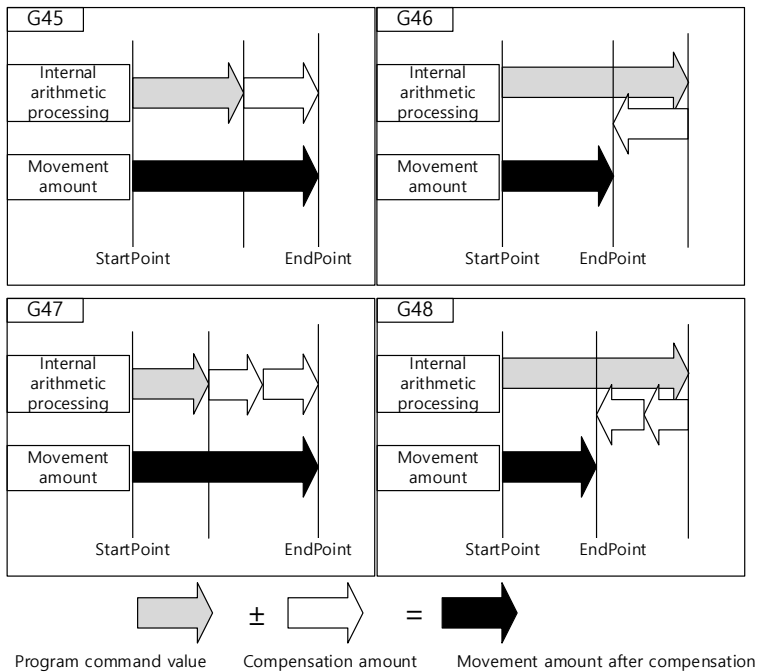 G45
Internal
arithmetic
processing
Movement
amount
StartPoint
EndPoint
G46
Internal
arithmetic
processing
Movement
amount
StartPoint
EndPoint
G47
Internal
arithmetic
processing
Movement
amount
StartPoint
EndPoint
G48
Internal
arithmetic
processing
Movement
amount
StartPoint
EndPoint
± =
Program command value
Compensation amount
Movement amount after compensation